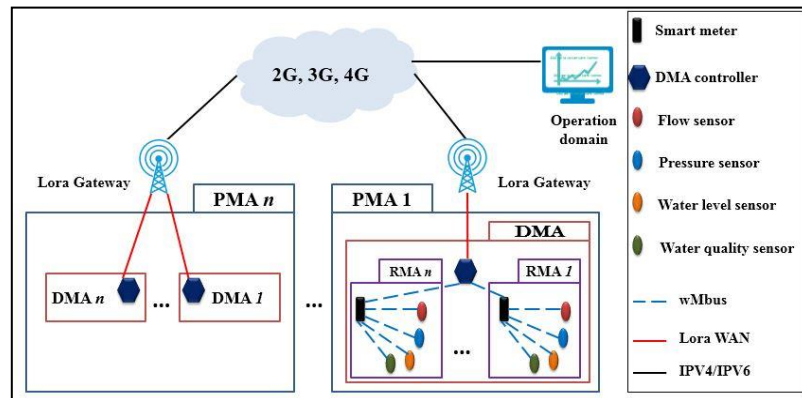 2G, 3G, 4G
Operation
domain
Lora Gateway
Lora Gateway
PMA n
PMA 1
DMA
DMA n
...
DMA 1
...
RMA n
RMA 1
...
Smart meter
DMA controller
Flow sensor
Pressure sensor
Water level sensor
Water quality sensor
wMbus
Lora WAN
IPV4/IPV6